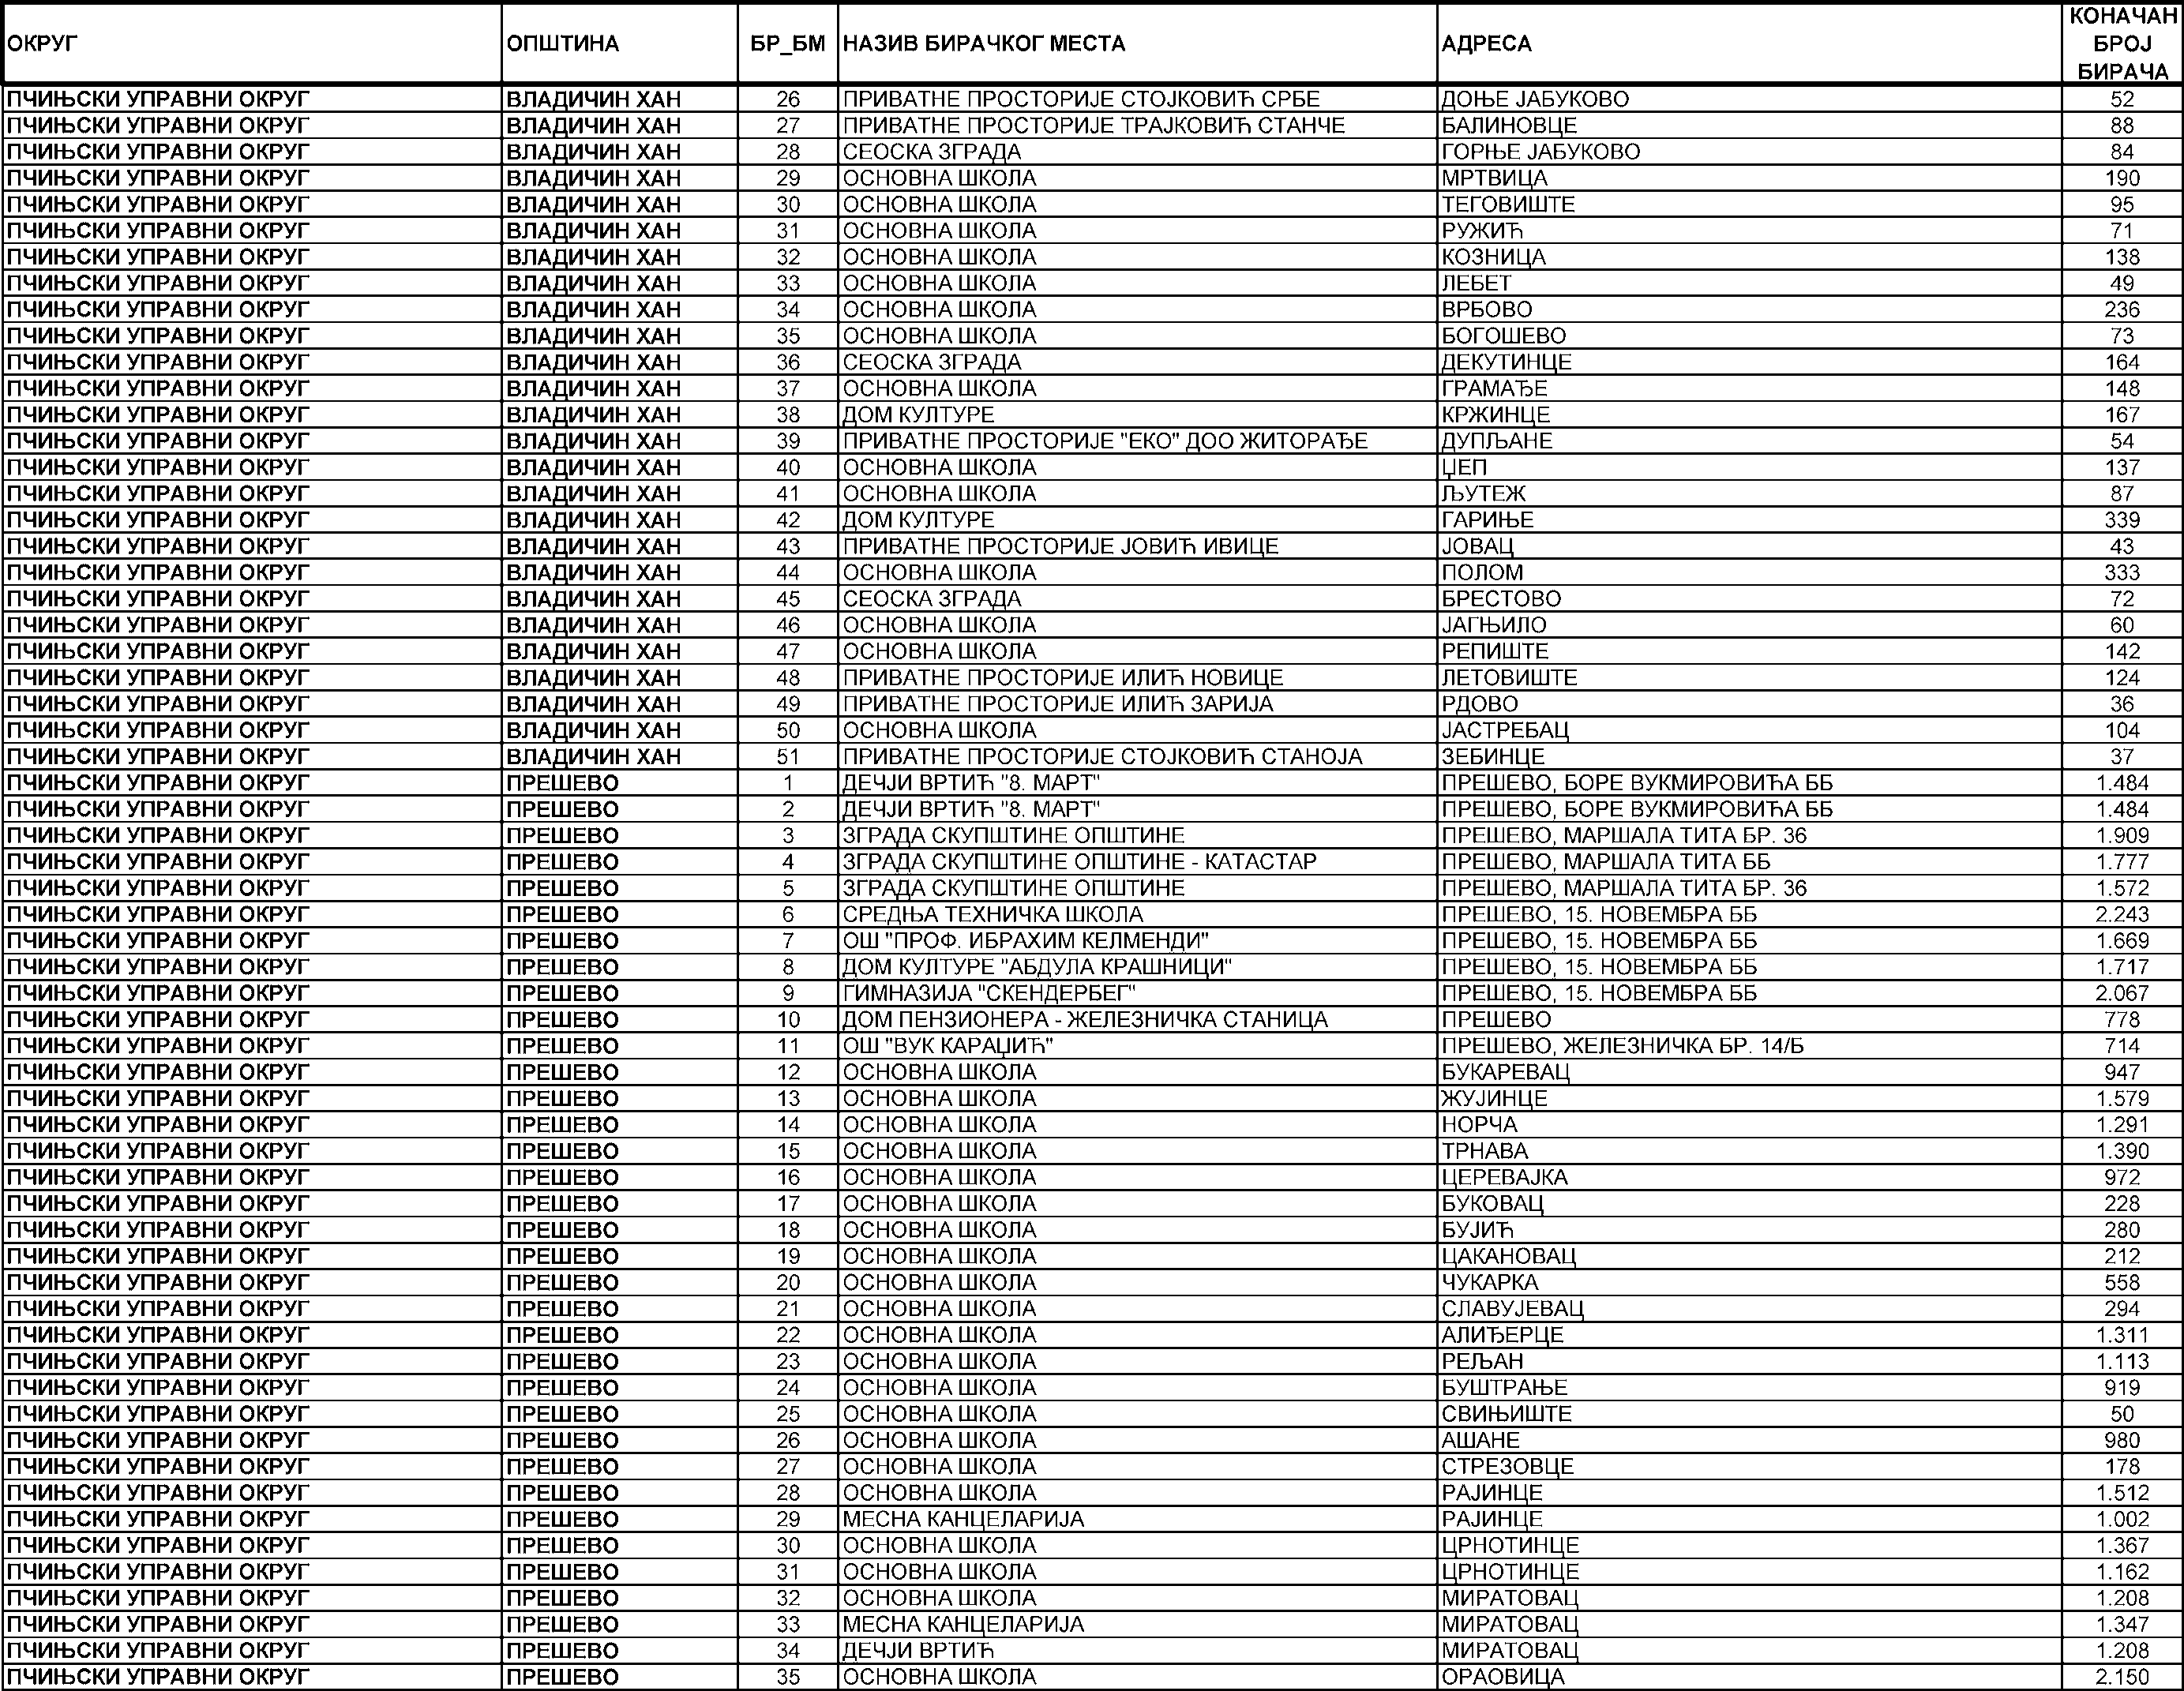 ОКРУГ ОПШТИНА БР_БМ НАЗИВ БИРАЧКОГ МЕСТА АДРЕСА КОНАЧАН БРОЈ БИРАЧА
ПЧИЊСКИ УПРАВНИ ОКРУГ ВЛАДИЧИН ХАН 26 ПРИВАТНЕ ПРОСТОРИЈЕ СТОЈКОВИЋ СРБЕ ДОЊЕ ЈАБУКОВО 52
ПЧИЊСКИ УПРАВНИ ОКРУГ ВЛАДИЧИН ХАН 27 ПРИВАТНЕ ПРОСТОРИЈЕ ТРАЈКОВИЋ СТАНЧЕ БАЛИНОВЦЕ 88
ПЧИЊСКИ УПРАВНИ ОКРУГ ВЛАДИЧИН ХАН 28 СЕОСКА ЗГРАДА ГОРЊЕ ЈАБУКОВО 84
ПЧИЊСКИ УПРАВНИ ОКРУГ ВЛАДИЧИН ХАН 29 ОСНОВНА ШКОЛА МРТВИЦА 190
ПЧИЊСКИ УПРАВНИ ОКРУГ ВЛАДИЧИН ХАН 30 ОСНОВНА ШКОЛА ТЕГОВИШТЕ 95
ПЧИЊСКИ УПРАВНИ ОКРУГ ВЛАДИЧИН ХАН 31 ОСНОВНА ШКОЛА РУЖИЋ 71
ПЧИЊСКИ УПРАВНИ ОКРУГ ВЛАДИЧИН ХАН 32 ОСНОВНА ШКОЛА КОЗНИЦА 138
ПЧИЊСКИ УПРАВНИ ОКРУГ ВЛАДИЧИН ХАН 33 ОСНОВНА ШКОЛА ЛЕБЕТ 49
ПЧИЊСКИ УПРАВНИ ОКРУГ ВЛАДИЧИН ХАН 34 ОСНОВНА ШКОЛА ВРБОВО 236
ПЧИЊСКИ УПРАВНИ ОКРУГ ВЛАДИЧИН ХАН 35 ОСНОВНА ШКОЛА БОГОШЕВО 73
ПЧИЊСКИ УПРАВНИ ОКРУГ ВЛАДИЧИН ХАН 36 СЕОСКА ЗГРАДА ДЕКУТИНЦЕ 164
ПЧИЊСКИ УПРАВНИ ОКРУГ ВЛАДИЧИН ХАН 37 ОСНОВНА ШКОЛА ГРАМАЂЕ 148
ПЧИЊСКИ УПРАВНИ ОКРУГ ВЛАДИЧИН ХАН 38 ДОМ КУЛТУРЕ КРЖИНЦЕ 167
ПЧИЊСКИ УПРАВНИ ОКРУГ ВЛАДИЧИН ХАН 39 ПРИВАТНЕ ПРОСТОРИЈЕ "ЕКО" ДОО ЖИТОРАЂЕ ДУПЉАНЕ 54
ПЧИЊСКИ УПРАВНИ ОКРУГ ВЛАДИЧИН ХАН 40 ОСНОВНА ШКОЛА ЏЕП 137
ПЧИЊСКИ УПРАВНИ ОКРУГ ВЛАДИЧИН ХАН 41 ОСНОВНА ШКОЛА ЉУТЕЖ 87
ПЧИЊСКИ УПРАВНИ ОКРУГ ВЛАДИЧИН ХАН 42 ДОМ КУЛТУРЕ ГАРИЊЕ 339
ПЧИЊСКИ УПРАВНИ ОКРУГ ВЛАДИЧИН ХАН 43 ПРИВАТНЕ ПРОСТОРИЈЕ ЈОВИЋ ИВИЦЕ ЈОВАЦ 43
ПЧИЊСКИ УПРАВНИ ОКРУГ ВЛАДИЧИН ХАН 44 ОСНОВНА ШКОЛА ПОЛОМ 333
ПЧИЊСКИ УПРАВНИ ОКРУГ ВЛАДИЧИН ХАН 45 СЕОСКА ЗГРАДА БРЕСТОВО 72
ПЧИЊСКИ УПРАВНИ ОКРУГ ВЛАДИЧИН ХАН 46 ОСНОВНА ШКОЛА ЈАГЊИЛО 60
ПЧИЊСКИ УПРАВНИ ОКРУГ ВЛАДИЧИН ХАН 47 ОСНОВНА ШКОЛА РЕПИШТЕ 142
ПЧИЊСКИ УПРАВНИ ОКРУГ ВЛАДИЧИН ХАН 48 ПРИВАТНЕ ПРОСТОРИЈЕ ИЛИЋ НОВИЦЕ ЛЕТОВИШТЕ 124
ПЧИЊСКИ УПРАВНИ ОКРУГ ВЛАДИЧИН ХАН 49 ПРИВАТНЕ ПРОСТОРИЈЕ ИЛИЋ ЗАРИЈА РДОВО 36
ПЧИЊСКИ УПРАВНИ ОКРУГ ВЛАДИЧИН ХАН 50 ОСНОВНА ШКОЛА ЈАСТРЕБАЦ 104
ПЧИЊСКИ УПРАВНИ ОКРУГ ВЛАДИЧИН ХАН 51 ПРИВАТНЕ ПРОСТОРИЈЕ СТОЈКОВИЋ СТАНОЈА ЗЕБИНЦЕ 37
ПЧИЊСКИ УПРАВНИ ОКРУГ ПРЕШЕВО 1 ДЕЧЈИ ВРТИЋ "8. МАРТ" ПРЕШЕВО, БОРЕ ВУКМИРОВИЋА ББ 1.484
ПЧИЊСКИ УПРАВНИ ОКРУГ ПРЕШЕВО 2 ДЕЧЈИ ВРТИЋ "8. МАРТ" ПРЕШЕВО, БОРЕ ВУКМИРОВИЋА ББ 1.484
ПЧИЊСКИ УПРАВНИ ОКРУГ ПРЕШЕВО 3 ЗГРАДА СКУПШТИНЕ ОПШТИНЕ ПРЕШЕВО, МАРШАЛА ТИТА БР. 36 1.909
ПЧИЊСКИ УПРАВНИ ОКРУГ ПРЕШЕВО 4 ЗГРАДА СКУПШТИНЕ ОПШТИНЕ - КАТАСТАР ПРЕШЕВО, МАРШАЛА ТИТА ББ 1.777
ПЧИЊСКИ УПРАВНИ ОКРУГ ПРЕШЕВО 5 ЗГРАДА СКУПШТИНЕ ОПШТИНЕ ПРЕШЕВО, МАРШАЛА ТИТА БР. 36 1.572
ПЧИЊСКИ УПРАВНИ ОКРУГ ПРЕШЕВО 6 СРЕДЊА ТЕХНИЧКА ШКОЛА ПРЕШЕВО, 15. НОВЕМБРА ББ 2.243
ПЧИЊСКИ УПРАВНИ ОКРУГ ПРЕШЕВО 7 ОШ "ПРОФ. ИБРАХИМ КЕЛМЕНДИ" ПРЕШЕВО, 15. НОВЕМБРА ББ 1.669
ПЧИЊСКИ УПРАВНИ ОКРУГ ПРЕШЕВО 8 ДОМ КУЛТУРЕ "АБДУЛА КРАШНИЦИ" ПРЕШЕВО, 15. НОВЕМБРА ББ 1.717
ПЧИЊСКИ УПРАВНИ ОКРУГ ПРЕШЕВО 9 ГИМНАЗИЈА "СКЕНДЕРБЕГ" ПРЕШЕВО, 15. НОВЕМБРА ББ 2.067
ПЧИЊСКИ УПРАВНИ ОКРУГ ПРЕШЕВО 10 ДОМ ПЕНЗИОНЕРА - ЖЕЛЕЗНИЧКА СТАНИЦА ПРЕШЕВО 778
ПЧИЊСКИ УПРАВНИ ОКРУГ ПРЕШЕВО 11 ОШ "ВУК КАРАЏИЋ" ПРЕШЕВО, ЖЕЛЕЗНИЧКА БР. 14/Б 714
ПЧИЊСКИ УПРАВНИ ОКРУГ ПРЕШЕВО 12 ОСНОВНА ШКОЛА БУКАРЕВАЦ 947
ПЧИЊСКИ УПРАВНИ ОКРУГ ПРЕШЕВО 13 ОСНОВНА ШКОЛА ЖУЈИНЦЕ 1.579
ПЧИЊСКИ УПРАВНИ ОКРУГ ПРЕШЕВО 14 ОСНОВНА ШКОЛА НОРЧА 1.291
ПЧИЊСКИ УПРАВНИ ОКРУГ ПРЕШЕВО 15 ОСНОВНА ШКОЛА ТРНАВА 1.390
ПЧИЊСКИ УПРАВНИ ОКРУГ ПРЕШЕВО 16 ОСНОВНА ШКОЛА ЦЕРЕВАЈКА 972
ПЧИЊСКИ УПРАВНИ ОКРУГ ПРЕШЕВО 17 ОСНОВНА ШКОЛА БУКОВАЦ 228
ПЧИЊСКИ УПРАВНИ ОКРУГ ПРЕШЕВО 18 ОСНОВНА ШКОЛА БУЈИЋ 280
ПЧИЊСКИ УПРАВНИ ОКРУГ ПРЕШЕВО 19 ОСНОВНА ШКОЛА ЦАКАНОВАЦ 212
ПЧИЊСКИ УПРАВНИ ОКРУГ ПРЕШЕВО 20 ОСНОВНА ШКОЛА ЧУКАРКА 558
ПЧИЊСКИ УПРАВНИ ОКРУГ ПРЕШЕВО 21 ОСНОВНА ШКОЛА СЛАВУЈЕВАЦ 294
ПЧИЊСКИ УПРАВНИ ОКРУГ ПРЕШЕВО 22 ОСНОВНА ШКОЛА АЛИЂЕРЦЕ 1.311
ПЧИЊСКИ УПРАВНИ ОКРУГ ПРЕШЕВО 23 ОСНОВНА ШКОЛА РЕЉАН 1.113
ПЧИЊСКИ УПРАВНИ ОКРУГ ПРЕШЕВО 24 ОСНОВНА ШКОЛА БУШТРАЊЕ 919
ПЧИЊСКИ УПРАВНИ ОКРУГ ПРЕШЕВО 25 ОСНОВНА ШКОЛА СВИЊИШТЕ 50
ПЧИЊСКИ УПРАВНИ ОКРУГ ПРЕШЕВО 26 ОСНОВНА ШКОЛА АШАНЕ 980
ПЧИЊСКИ УПРАВНИ ОКРУГ ПРЕШЕВО 27 ОСНОВНА ШКОЛА СТРЕЗОВЦЕ 178
ПЧИЊСКИ УПРАВНИ ОКРУГ ПРЕШЕВО 28 ОСНОВНА ШКОЛА РАЈИНЦЕ 1.512
ПЧИЊСКИ УПРАВНИ ОКРУГ ПРЕШЕВО 29 МЕСНА КАНЦЕЛАРИЈА РАЈИНЦЕ 1.002
ПЧИЊСКИ УПРАВНИ ОКРУГ ПРЕШЕВО 30 ОСНОВНА ШКОЛА ЦРНОТИНЦЕ 1.367
ПЧИЊСКИ УПРАВНИ ОКРУГ ПРЕШЕВО 31 ОСНОВНА ШКОЛА ЦРНОТИНЦЕ 1.162
ПЧИЊСКИ УПРАВНИ ОКРУГ ПРЕШЕВО 32 ОСНОВНА ШКОЛА МИРАТОВАЦ 1.208
ПЧИЊСКИ УПРАВНИ ОКРУГ ПРЕШЕВО 33 МЕСНА КАНЦЕЛАРИЈА МИРАТОВАЦ 1.347
ПЧИЊСКИ УПРАВНИ ОКРУГ ПРЕШЕВО 34 ДЕЧЈИ ВРТИЋ МИРАТОВАЦ 1.208
ПЧИЊСКИ УПРАВНИ ОКРУГ ПРЕШЕВО 35 ОСНОВНА ШКОЛА ОРАОВИЦА 2.150